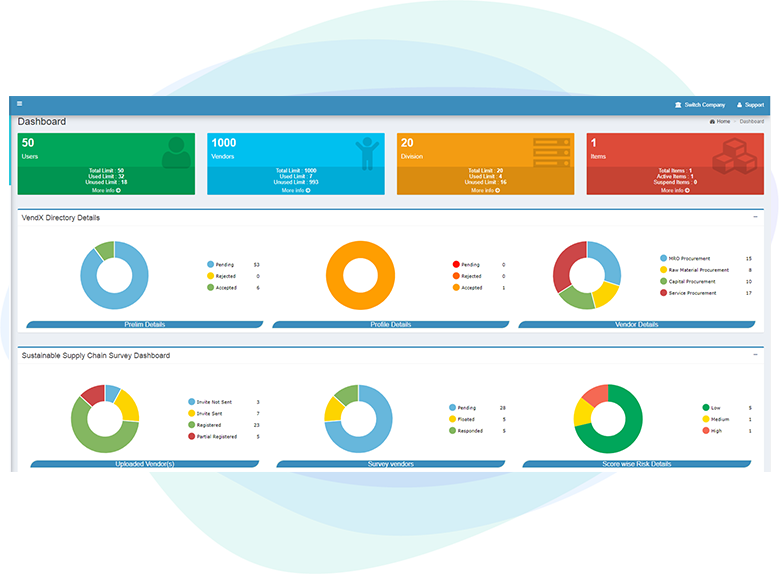 Switch Company Support
Dashboard
Home Dashboard
50
Users
Total Limit : 50
Used Limit : 32
Unused Limit : 18
More info
1000
Vendors
Total Limit : 1000
Used Limit : 7
Unused Limit : 993
More info
20
Division
Total Limit : 20
Used Limit : 4
Unused Limit : 16
More info
1
Items
Total Items : 1
Active Items : 1
Suspend Items : 0
More info
VendX Directory Details
Pending 53
Rejected 0
Accepted 6
Prelim Details
Pending 0
Rejected 0
Accepted 1
Profile Details
MRO Procurement 15
Raw Material Procurement 8
Capital Procurement 10
Service Procurement 17
Vendor Details
Sustainable Supply Chain Survey Dashboard
Invite Not Sent 3
Invite Sent 7
Registered 23
Partial Registered 5
Uploaded Vendor(s)
Pending 28
Floated 5
Responded 5
Survey vendors
Low 5
Medium 1
High 1
Score wise Risk Details